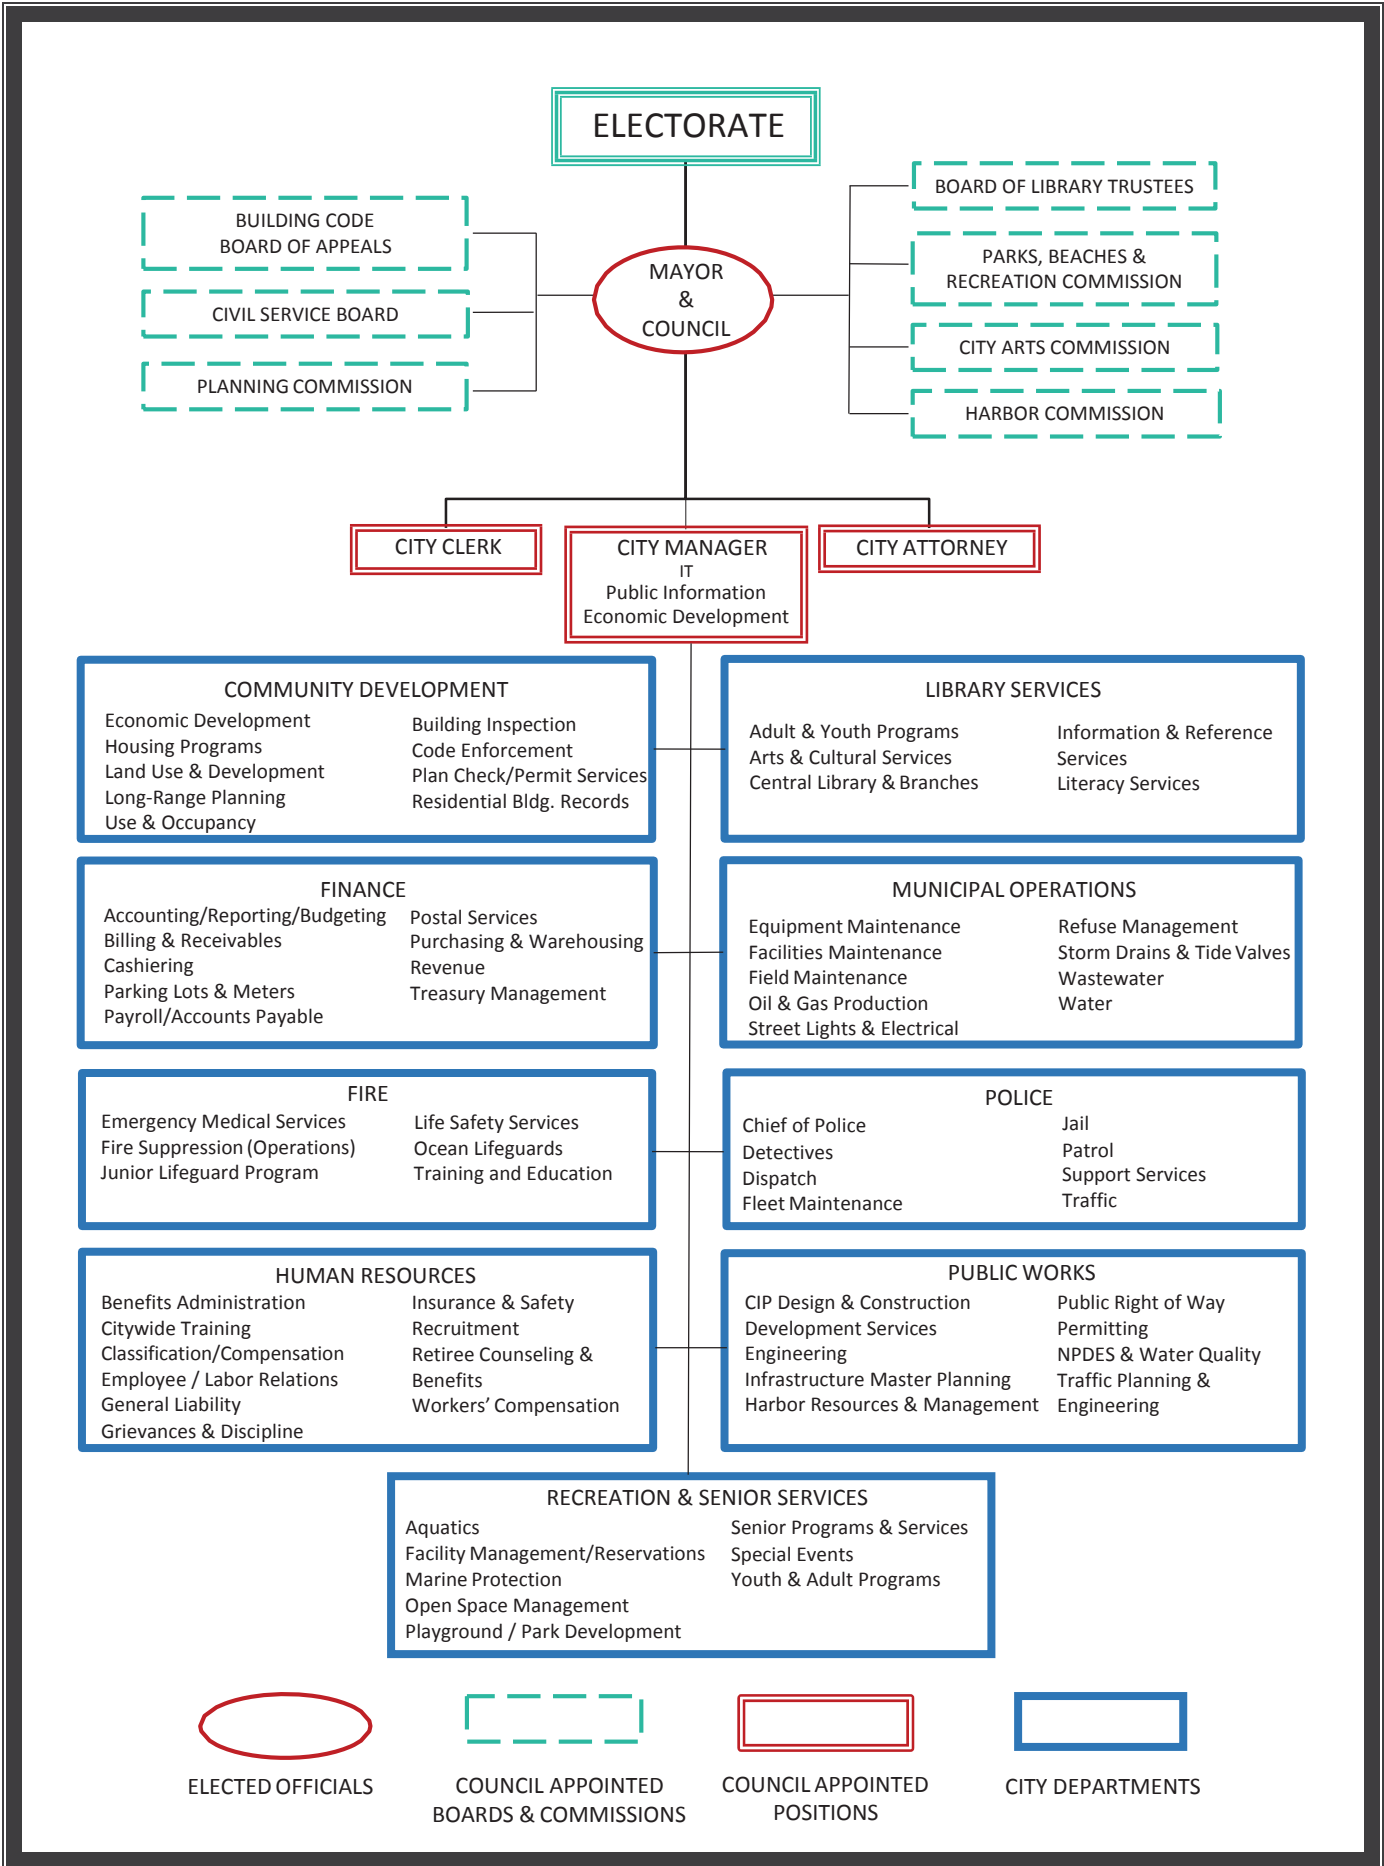 ELECTORATE
BUILDING CODE
BOARD OF APPEALS
CIVIL SERVICE BOARD
PLANNING COMMISSION
MAYOR
&
COUNCIL
BOARD OF LIBRARY TRUSTEES
PARKS, BEACHES &
RECREATION COMMISSION
CITY ARTS COMMISSION
HARBOR COMMISSION
CITY CLERK
CITY MANAGER
IT
Public Information
Economic Development
CITY ATTORNEY
COMMUNITY DEVELOPMENT
Economic Development
Housing Programs
Land Use & Development
Long-Range Planning
Use & Occupancy
Building Inspection
Code Enforcement
Plan Check/Permit Services
Residential Bldg. Records
LIBRARY SERVICES
Adult & Youth Programs
Arts & Cultural Services
Central Library & Branches
Information & Reference
Services
Literacy Services
FINANCE
Accounting/Reporting/Budgeting
Billing & Receivables
Cashiering
Parking Lots & Meters
Payroll/Accounts Payable
Postal Services
Purchasing & Warehousing
Revenue
Treasury Management
MUNICIPAL OPERATIONS
Equipment Maintenance
Facilities Maintenance
Field Maintenance
Oil & Gas Production
Street Lights & Electrical
Refuse Management
Storm Drains & Tide Valves
Wastewater
Water
FIRE
Emergency Medical Services
Fire Suppression (Operations)
Junior Lifeguard Program
Life Safety Services
Ocean Lifeguards
Training and Education
POLICE
Chief of Police
Detectives
Dispatch
Fleet Maintenance
Jail
Patrol
Support Services
Traffic
HUMAN RESOURCES
Benefits Administration
Citywide Training
Classification/Compensation
Employee / Labor Relations
General Liability
Grievances & Discipline
Insurance & Safety
Recruitment
Retiree Counseling &
Benefits
Workers' Compensation
PUBLIC WORKS
CIP Design & Construction
Development Services
Engineering
Infrastructure Master Planning
Harbor Resources & Management
Public Right of Way
Permitting
NPDES & Water Quality
Traffic Planning &
Engineering
RECREATION & SENIOR SERVICES
Aquatics
Facility Management/Reservations
Marine Protection
Open Space Management
Playground / Park Development
Senior Programs & Services
Special Events
Youth & Adult Programs
ELECTED OFFICIALS
COUNCIL APPOINTED
BOARDS & COMMISSIONS
COUNCIL APPOINTED
POSITIONS
CITY DEPARTMENTS